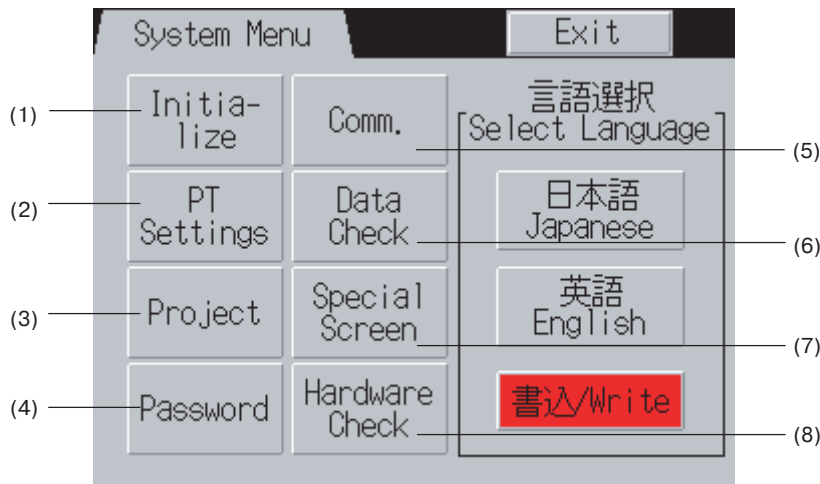 System Menu
Exit
(1)
Initia-
lize
Comm.
(5)
(2)
PT
Settings
Data
Check
(6)
(3)
Project
Special
Screen
(7)
(4)
Password
Hardware
Check
(8)
言語選択
Select Language
日本語
Japanese
英語
English
書込/Write